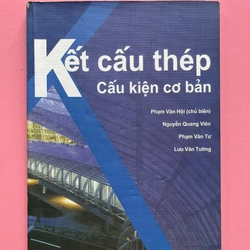 Kết cấu thép
Cấu kiện cơ bản
Phạm Văn Hội (chủ biên)
Nguyễn Quang Viên
Phạm Văn Tư
Lưu Văn Tường